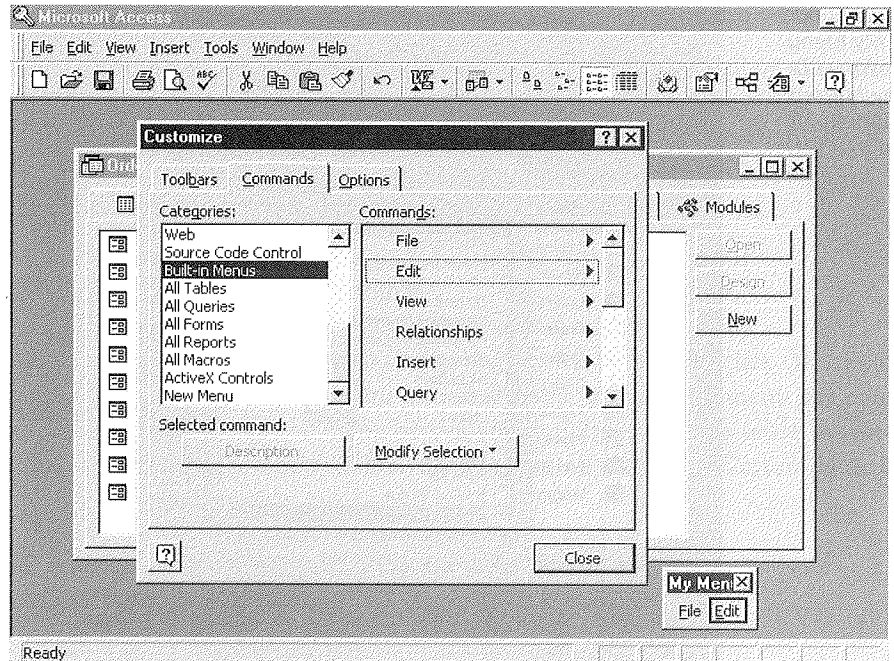 Microsoft Access
File Edit View Insert Tools Window Help
Customize
Ord
Toolbars Commands Options
Modules
Categories:
Commands:
Web
Source Code Control
Built-in Menus
All Tables
All Queries
All Forms
All Reports
All Macros
ActiveX Controls
New Menu
File
Edit
View
Relationships
Insert
Query
Open
Design
New
Selected command:
Description
Modify Selection
Close
My Men
File Edit
Ready